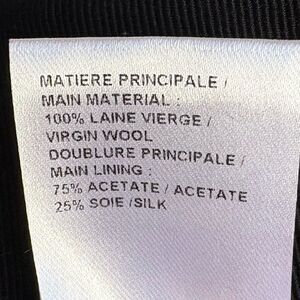 MATIERE PRINCIPALE /
MAIN MATERIAL :
100% LAINE VIERGE /
VIRGIN WOOL
DOUBLURE PRINCIPALE /
MAIN LINING :
75% ACETATE / ACETATE
25% SOIE /SILK